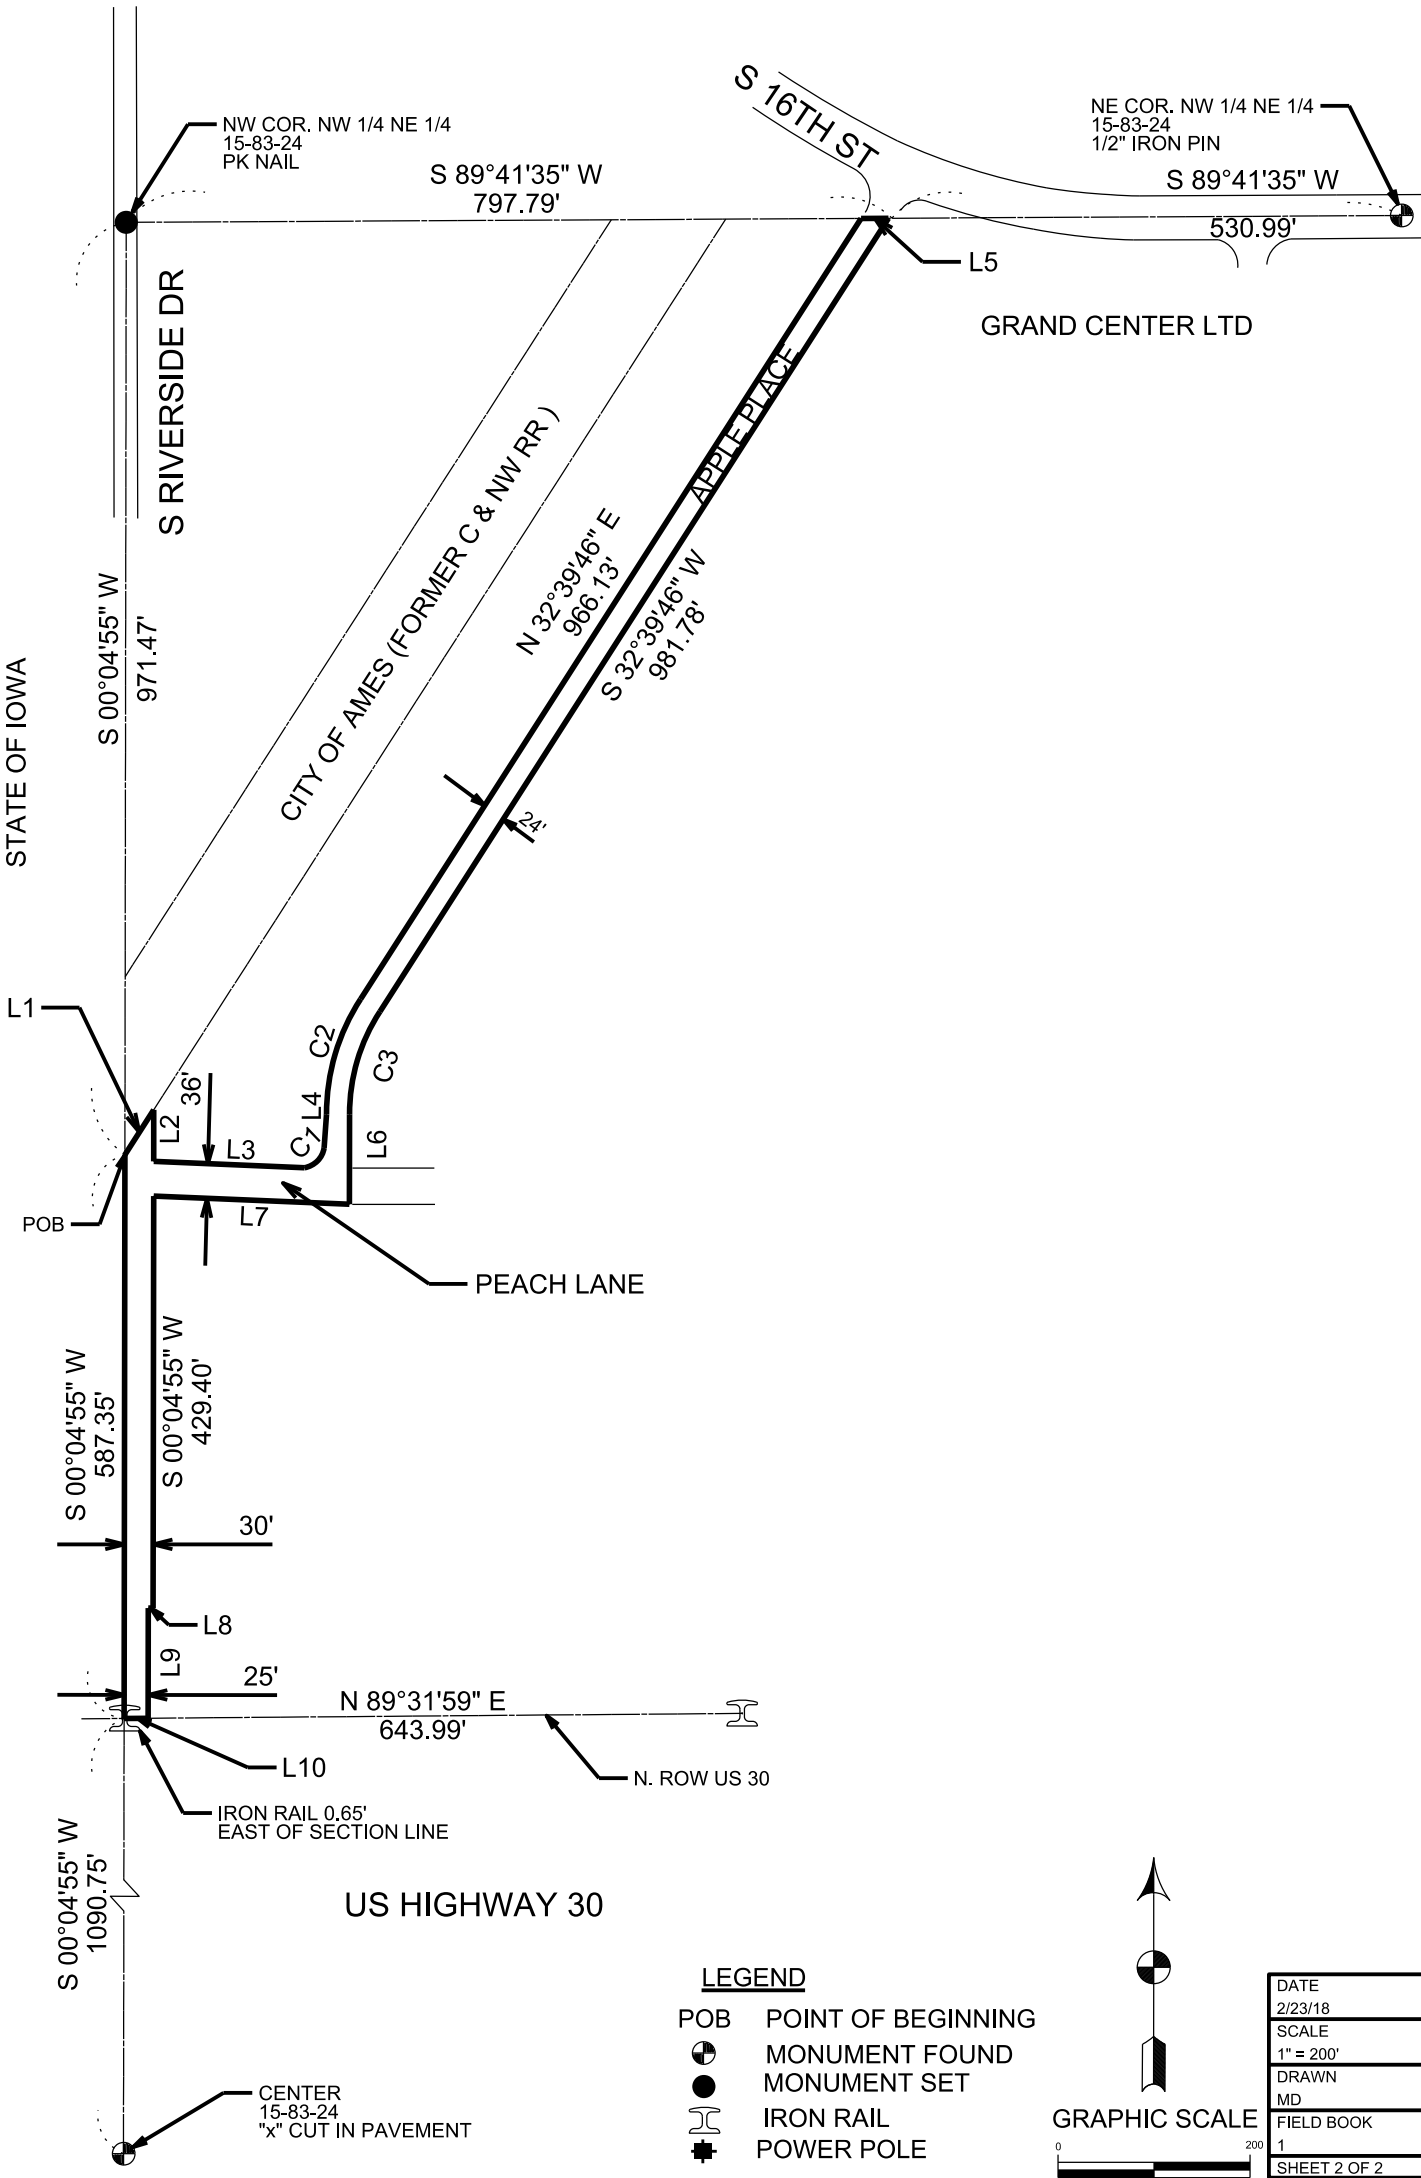 S 16TH ST
NW COR. NW 1/4 NE 1/4
15-83-24
PK NAIL
NE COR. NW 1/4 NE 1/4
15-83-24
1/2" IRON PIN
S 89°41'35" W
797.79'
S 89°41'35" W
530.99'
L5
GRAND CENTER LTD
S RIVERSIDE DR
APPLE PLACE
CITY OF AMES (FORMER C & NW RR )
N 32°39'46" E
966.13'
S 32°39'46" W
981.78'
S 00°04'55" W
971.47'
STATE OF IOWA
24'
L1
C2
C3
36'
L2
L4
C1
L3
L6
POB
L7
PEACH LANE
S 00°04'55" W
587.35'
S 00°04'55" W
429.40'
30'
L8
L9
25'
N 89°31'59" E
643.99'
L10
N. ROW US 30
IRON RAIL 0.65'
EAST OF SECTION LINE
S 00°04'55" W
1090.75'
US HIGHWAY 30
LEGEND
POB POINT OF BEGINNING
MONUMENT FOUND
MONUMENT SET
IRON RAIL
POWER POLE
CENTER
15-83-24
"x" CUT IN PAVEMENT
GRAPHIC SCALE
0 200
DATE
2/23/18
SCALE
1" = 200'
DRAWN
MD
FIELD BOOK
1
SHEET 2 OF 2